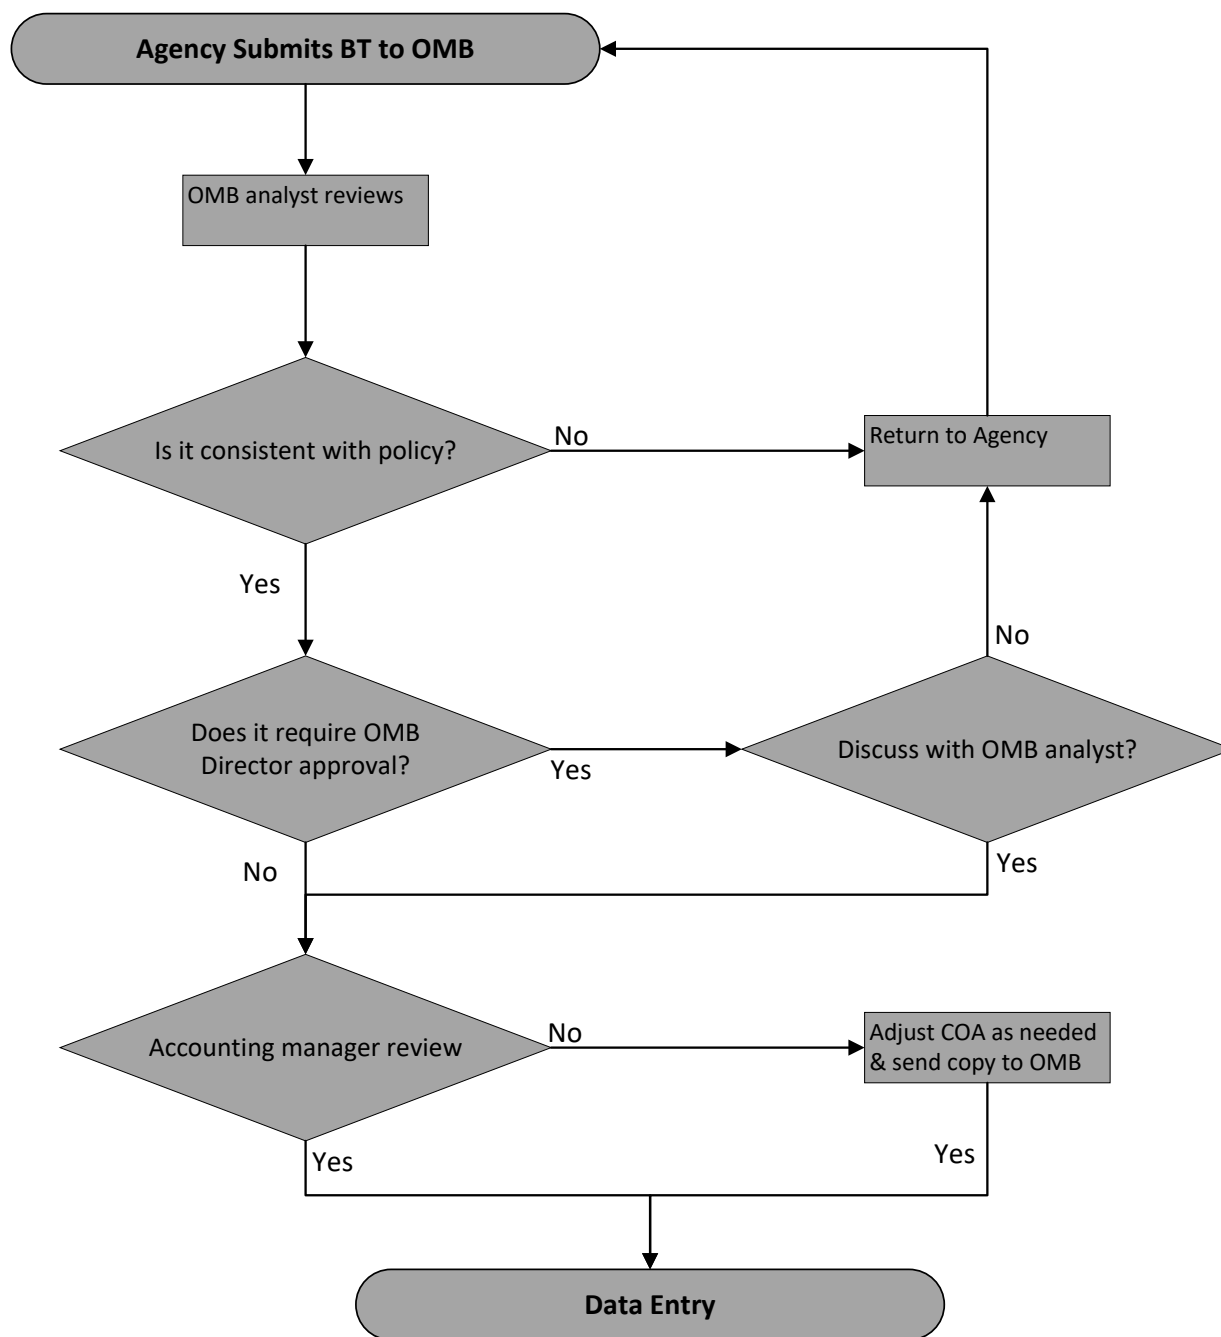 Agency Submits BT to OMB
OMB analyst reviews
Is it consistent with policy?
No
Return to Agency
Yes
No
Does it require OMB
Director approval?
Yes
Discuss with OMB analyst?
No
Yes
Accounting manager review
No
Adjust COA as needed
& send copy to OMB
Yes
Yes
Data Entry